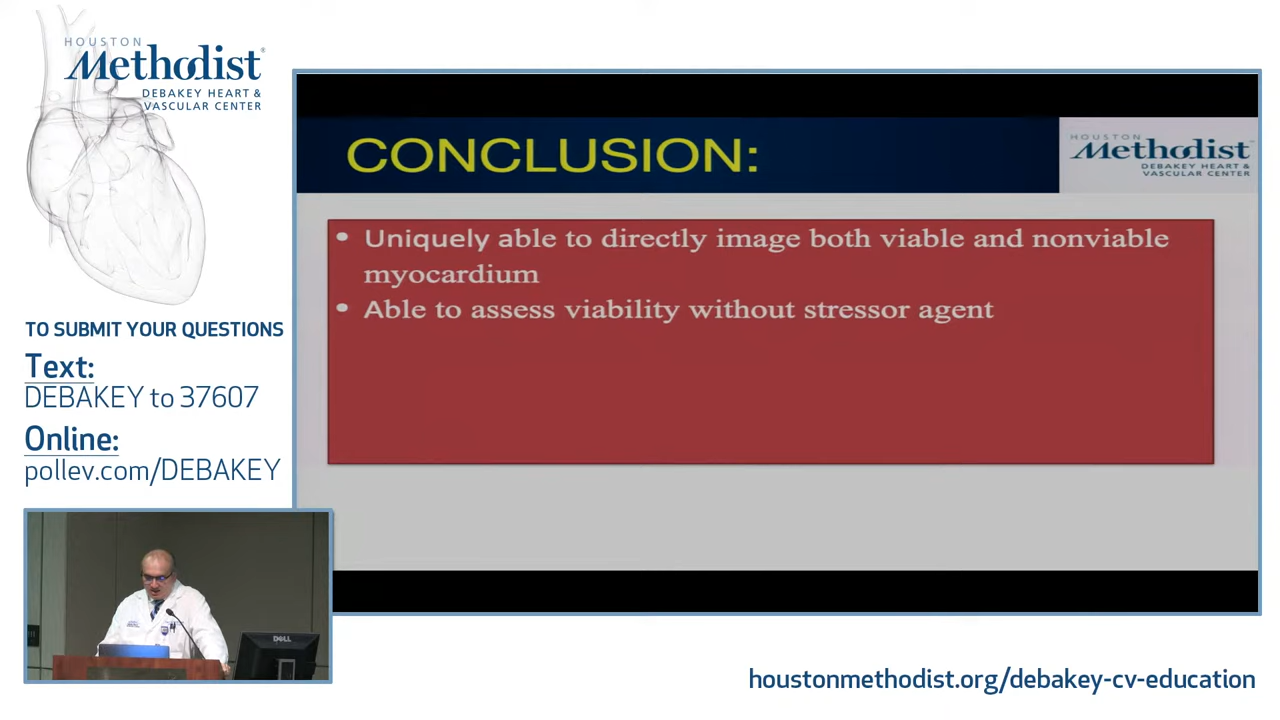 HOUSTON
Methodist®
DEBAKEY HEART &
VASCULAR CENTER
TO SUBMIT YOUR QUESTIONS
Text:
DEBAKEY to 37607
Online:
pollev.com/DEBAKEY
CONCLUSION:
HOUSTON
Methodist
DEBAKEY HEART &
VASCULAR CENTER
• Uniquely able to directly image both viable and nonviable
myocardium
• Able to assess viability without stressor agent
DELL
houstonmethodist.org/debakey-cv-education